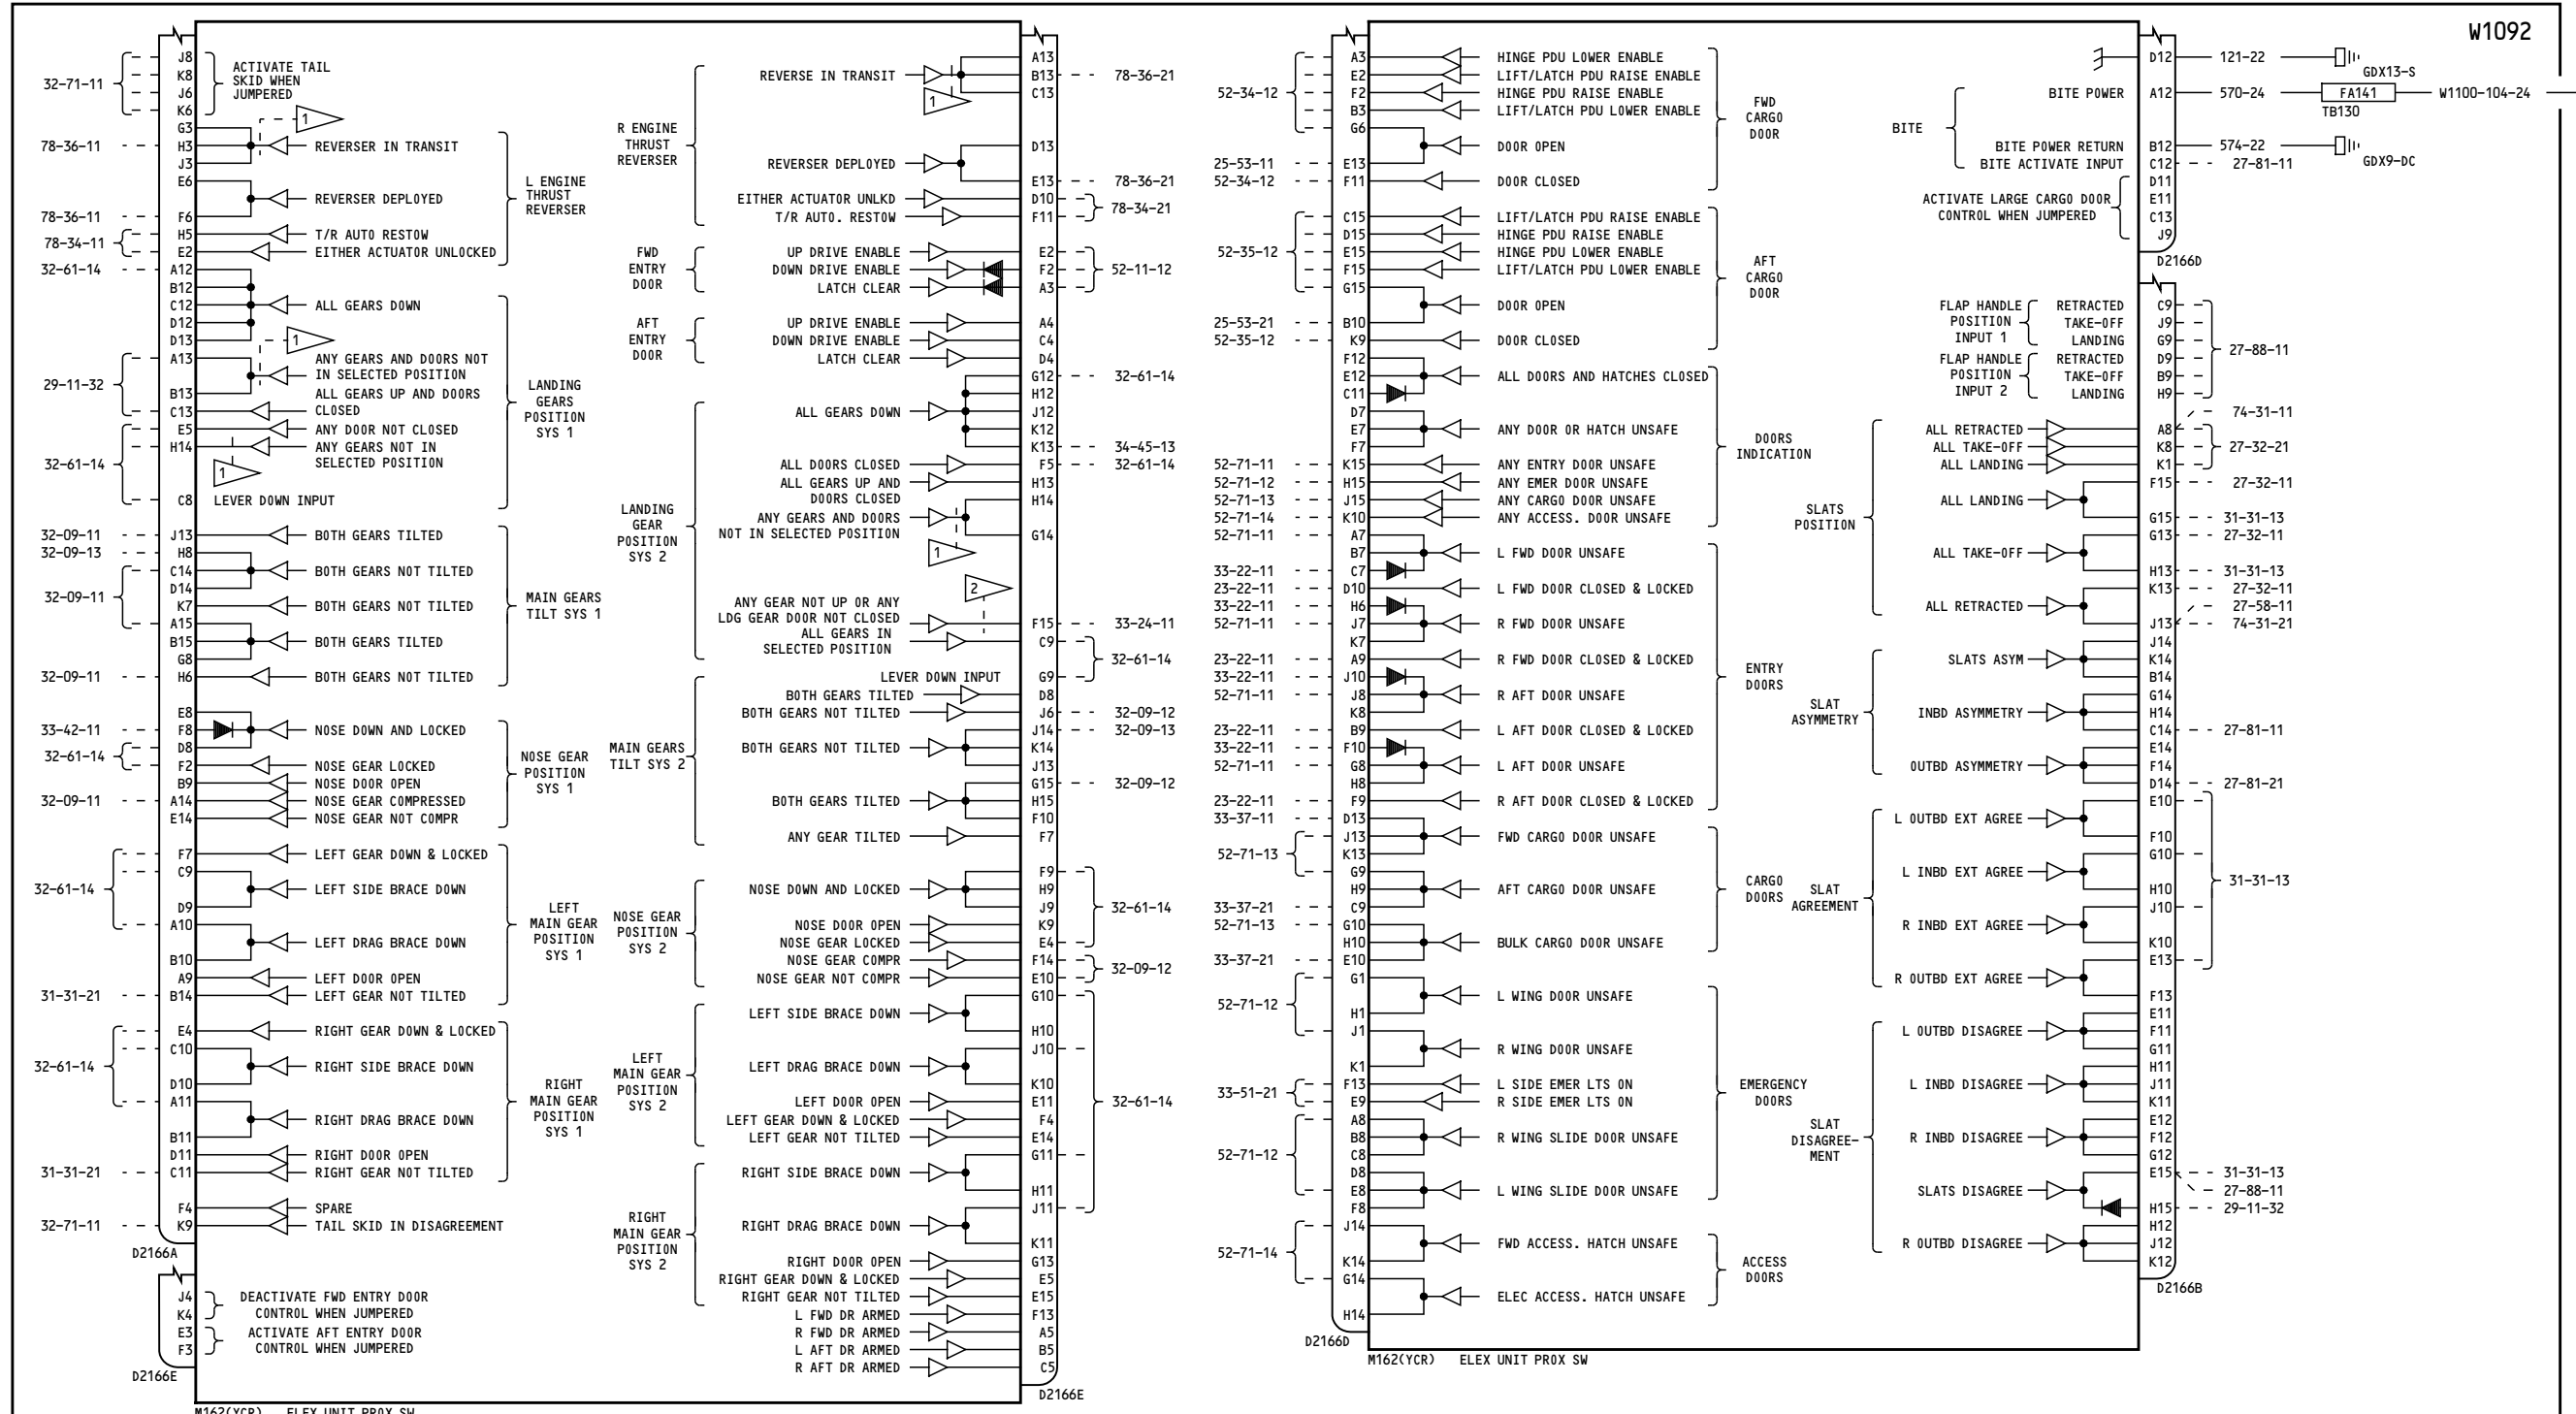 W1092
32-71-11
78-36-11
78-36-11
78-34-11
32-61-14
29-11-32
32-61-14
32-09-11
32-09-13
32-09-11
32-09-11
33-42-11
32-61-14
32-09-11
32-61-14
31-31-21
32-61-14
31-31-21
32-71-11
J8
K8
J6
K6
G3
H3
J3
E6
F6
H5
E2
A12
B12
C12
D12
D13
A13
B13
C13
E5
H14
C8
J13
H8
C14
D14
K7
A15
B15
G8
H6
E8
F8
D8
F2
B9
A14
E14
F7
C9
D9
A10
B10
A9
B14
E4
C10
D10
A11
B11
D11
C11
F4
K9
D2166A
J4
K4
E3
F3
D2166E
ACTIVATE TAIL
SKID WHEN
JUMPERED
1
REVERSER IN TRANSIT
REVERSER DEPLOYED
T/R AUTO RESTOW
EITHER ACTUATOR UNLOCKED
L ENGINE
THRUST
REVERSER
ALL GEARS DOWN
1
ANY GEARS AND DOORS NOT
IN SELECTED POSITION
ALL GEARS UP AND DOORS
CLOSED
ANY DOOR NOT CLOSED
ANY GEARS NOT IN
SELECTED POSITION
1
LEVER DOWN INPUT
LANDING
GEARS
POSITION
SYS 1
BOTH GEARS TILTED
BOTH GEARS NOT TILTED
BOTH GEARS NOT TILTED
BOTH GEARS TILTED
BOTH GEARS NOT TILTED
MAIN GEARS
TILT SYS 1
NOSE DOWN AND LOCKED
NOSE GEAR LOCKED
NOSE DOOR OPEN
NOSE GEAR COMPRESSED
NOSE GEAR NOT COMPR
NOSE GEAR
POSITION
SYS 1
LEFT GEAR DOWN & LOCKED
LEFT SIDE BRACE DOWN
LEFT DRAG BRACE DOWN
LEFT DOOR OPEN
LEFT GEAR NOT TILTED
LEFT
MAIN GEAR
POSITION
SYS 1
RIGHT GEAR DOWN & LOCKED
RIGHT SIDE BRACE DOWN
RIGHT DRAG BRACE DOWN
RIGHT DOOR OPEN
RIGHT GEAR NOT TILTED
RIGHT
MAIN GEAR
POSITION
SYS 1
SPARE
TAIL SKID IN DISAGREEMENT
DEACTIVATE FWD ENTRY DOOR
CONTROL WHEN JUMPERED
ACTIVATE AFT ENTRY DOOR
CONTROL WHEN JUMPERED
M162(YCR) ELEX UNIT PROX SW
R ENGINE
THRUST
REVERSER
REVERSE IN TRANSIT
1
REVERSER DEPLOYED
EITHER ACTUATOR UNLKD
T/R AUTO. RESTOW
FWD
ENTRY
DOOR
UP DRIVE ENABLE
DOWN DRIVE ENABLE
LATCH CLEAR
AFT
ENTRY
DOOR
UP DRIVE ENABLE
DOWN DRIVE ENABLE
LATCH CLEAR
LANDING
GEAR
POSITION
SYS 2
ALL GEARS DOWN
ALL DOORS CLOSED
ALL GEARS UP AND
DOORS CLOSED
ANY GEARS AND DOORS
NOT IN SELECTED POSITION
1
2
ANY GEAR NOT UP OR ANY
LDG GEAR DOOR NOT CLOSED
ALL GEARS IN
SELECTED POSITION
LEVER DOWN INPUT
MAIN GEARS
TILT SYS 2
BOTH GEARS TILTED
BOTH GEARS NOT TILTED
BOTH GEARS NOT TILTED
BOTH GEARS TILTED
ANY GEAR TILTED
NOSE GEAR
POSITION
SYS 2
NOSE DOWN AND LOCKED
NOSE DOOR OPEN
NOSE GEAR LOCKED
NOSE GEAR COMPR
NOSE GEAR NOT COMPR
LEFT
MAIN GEAR
POSITION
SYS 2
LEFT SIDE BRACE DOWN
LEFT DRAG BRACE DOWN
LEFT DOOR OPEN
LEFT GEAR DOWN & LOCKED
LEFT GEAR NOT TILTED
RIGHT
MAIN GEAR
POSITION
SYS 2
RIGHT SIDE BRACE DOWN
RIGHT DRAG BRACE DOWN
RIGHT DOOR OPEN
RIGHT GEAR DOWN & LOCKED
RIGHT GEAR NOT TILTED
L FWD DR ARMED
R FWD DR ARMED
L AFT DR ARMED
R AFT DR ARMED
A13
B13
C13
D13
E13
D10
F11
E2
F2
A3
A4
C4
D4
G12
H12
J12
K12
K13
F5
H13
H14
G14
F15
C9
G9
D8
J6
J14
K14
J13
G15
H15
F10
F7
F9
H9
J9
K9
E4
F14
E10
G10
H10
J10
K10
E11
F4
E14
G11
H11
J11
K11
G13
E5
E15
F13
A5
B5
C5
D2166E
78-36-21
78-36-21
78-34-21
52-11-12
32-61-14
34-45-13
32-61-14
33-24-11
32-61-14
32-09-12
32-09-13
32-09-12
32-61-14
32-09-12
32-61-14
52-34-12
25-53-11
52-34-12
52-35-12
25-53-21
52-35-12
52-71-11
52-71-12
52-71-13
52-71-14
52-71-11
33-22-11
23-22-11
33-22-11
52-71-11
23-22-11
33-22-11
52-71-11
23-22-11
33-22-11
52-71-11
23-22-11
33-37-11
52-71-13
33-37-21
52-71-13
33-37-21
52-71-12
33-51-21
52-71-12
52-71-14
A3
E2
F2
B3
G6
E13
F11
C15
D15
E15
F15
G15
B10
K9
F12
E12
C11
D7
E7
F7
K15
H15
J15
K10
A7
B7
C7
D10
H6
J7
K7
A9
J10
J8
K8
B9
F10
G8
H8
F9
D13
J13
K13
G9
H9
C9
G10
H10
E10
G1
H1
J1
K1
F13
E9
A8
B8
C8
D8
E8
F8
J14
K14
G14
H14
D2166D
HINGE PDU LOWER ENABLE
LIFT/LATCH PDU RAISE ENABLE
HINGE PDU RAISE ENABLE
LIFT/LATCH PDU LOWER ENABLE
DOOR OPEN
DOOR CLOSED
FWD
CARGO
DOOR
LIFT/LATCH PDU RAISE ENABLE
HINGE PDU RAISE ENABLE
HINGE PDU LOWER ENABLE
LIFT/LATCH PDU LOWER ENABLE
DOOR OPEN
DOOR CLOSED
AFT
CARGO
DOOR
ALL DOORS AND HATCHES CLOSED
ANY DOOR OR HATCH UNSAFE
ANY ENTRY DOOR UNSAFE
ANY EMER DOOR UNSAFE
ANY CARGO DOOR UNSAFE
ANY ACCESS. DOOR UNSAFE
DOORS
INDICATION
L FWD DOOR UNSAFE
L FWD DOOR CLOSED & LOCKED
R FWD DOOR UNSAFE
R FWD DOOR CLOSED & LOCKED
R AFT DOOR UNSAFE
L AFT DOOR CLOSED & LOCKED
L AFT DOOR UNSAFE
R AFT DOOR CLOSED & LOCKED
ENTRY
DOORS
FWD CARGO DOOR UNSAFE
AFT CARGO DOOR UNSAFE
BULK CARGO DOOR UNSAFE
CARGO
DOORS
L WING DOOR UNSAFE
R WING DOOR UNSAFE
L SIDE EMER LTS ON
R SIDE EMER LTS ON
R WING SLIDE DOOR UNSAFE
L WING SLIDE DOOR UNSAFE
EMERGENCY
DOORS
FWD ACCESS. HATCH UNSAFE
ELEC ACCESS. HATCH UNSAFE
ACCESS
DOORS
M162(YCR) ELEX UNIT PROX SW
BITE
BITE POWER
BITE POWER RETURN
BITE ACTIVATE INPUT
ACTIVATE LARGE CARGO DOOR
CONTROL WHEN JUMPERED
FLAP HANDLE
POSITION
INPUT 1
RETRACTED
TAKE-OFF
LANDING
FLAP HANDLE
POSITION
INPUT 2
RETRACTED
TAKE-OFF
LANDING
SLATS
POSITION
ALL RETRACTED
ALL TAKE-OFF
ALL LANDING
ALL LANDING
ALL TAKE-OFF
ALL RETRACTED
SLAT
ASYMMETRY
SLATS ASYM
INBD ASYMMETRY
OUTBD ASYMMETRY
SLAT
AGREEMENT
L OUTBD EXT AGREE
L INBD EXT AGREE
R INBD EXT AGREE
R OUTBD EXT AGREE
SLAT
DISAGREE-
MENT
L OUTBD DISAGREE
L INBD DISAGREE
R INBD DISAGREE
SLATS DISAGREE
R OUTBD DISAGREE
D12
A12
B12
C12
D11
E11
C13
J9
D2166D
C9
J9
G9
D9
B9
H9
A8
K8
K1
F15
G15
G13
H13
K13
J13
J14
K14
B14
G14
H14
C14
E14
F14
D14
E10
F10
G10
H10
J10
K10
E13
F13
E11
F11
G11
H11
J11
K11
E12
F12
G12
E15
H15
H12
J12
K12
D2166B
121-22
GDX13-S
570-24
FA141
TB130
W1100-104-24
574-22
GDX9-DC
27-81-11
27-88-11
74-31-11
27-32-21
27-32-11
31-31-13
27-32-11
31-31-13
27-32-11
27-58-11
74-31-21
27-81-11
27-81-21
31-31-13
31-31-13
27-88-11
29-11-32